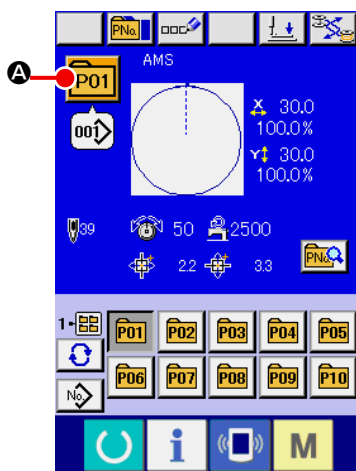 PNo.
AMS
A
P01
X 30.0
100.0%
001
Y 30.0
100.0%
39
50
2500
PNo.
2.2
3.3
1-
P01 P02 P03 P04 P05
No.
P06 P07 P08 P09 P10
i
M